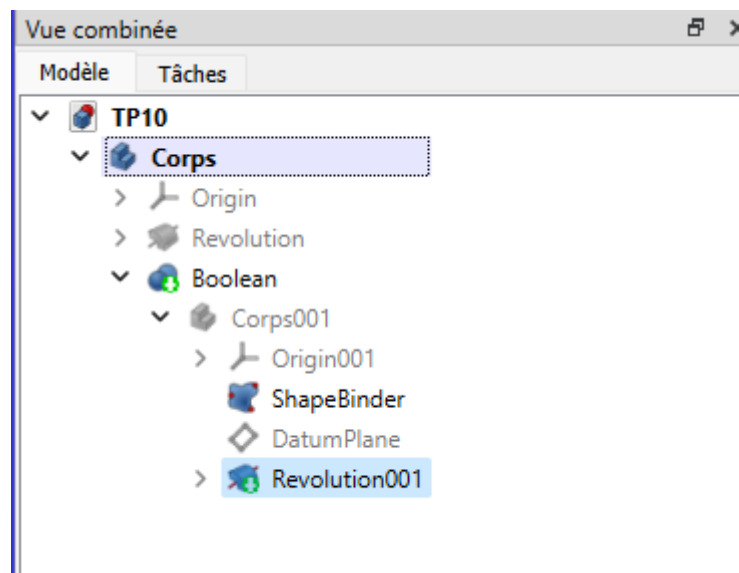 Vue combinée
Modèle Tâches
TP10
Corps
Origin
Revolution
Boolean
Corps001
Origin001
ShapeBinder
DatumPlane
Revolution001